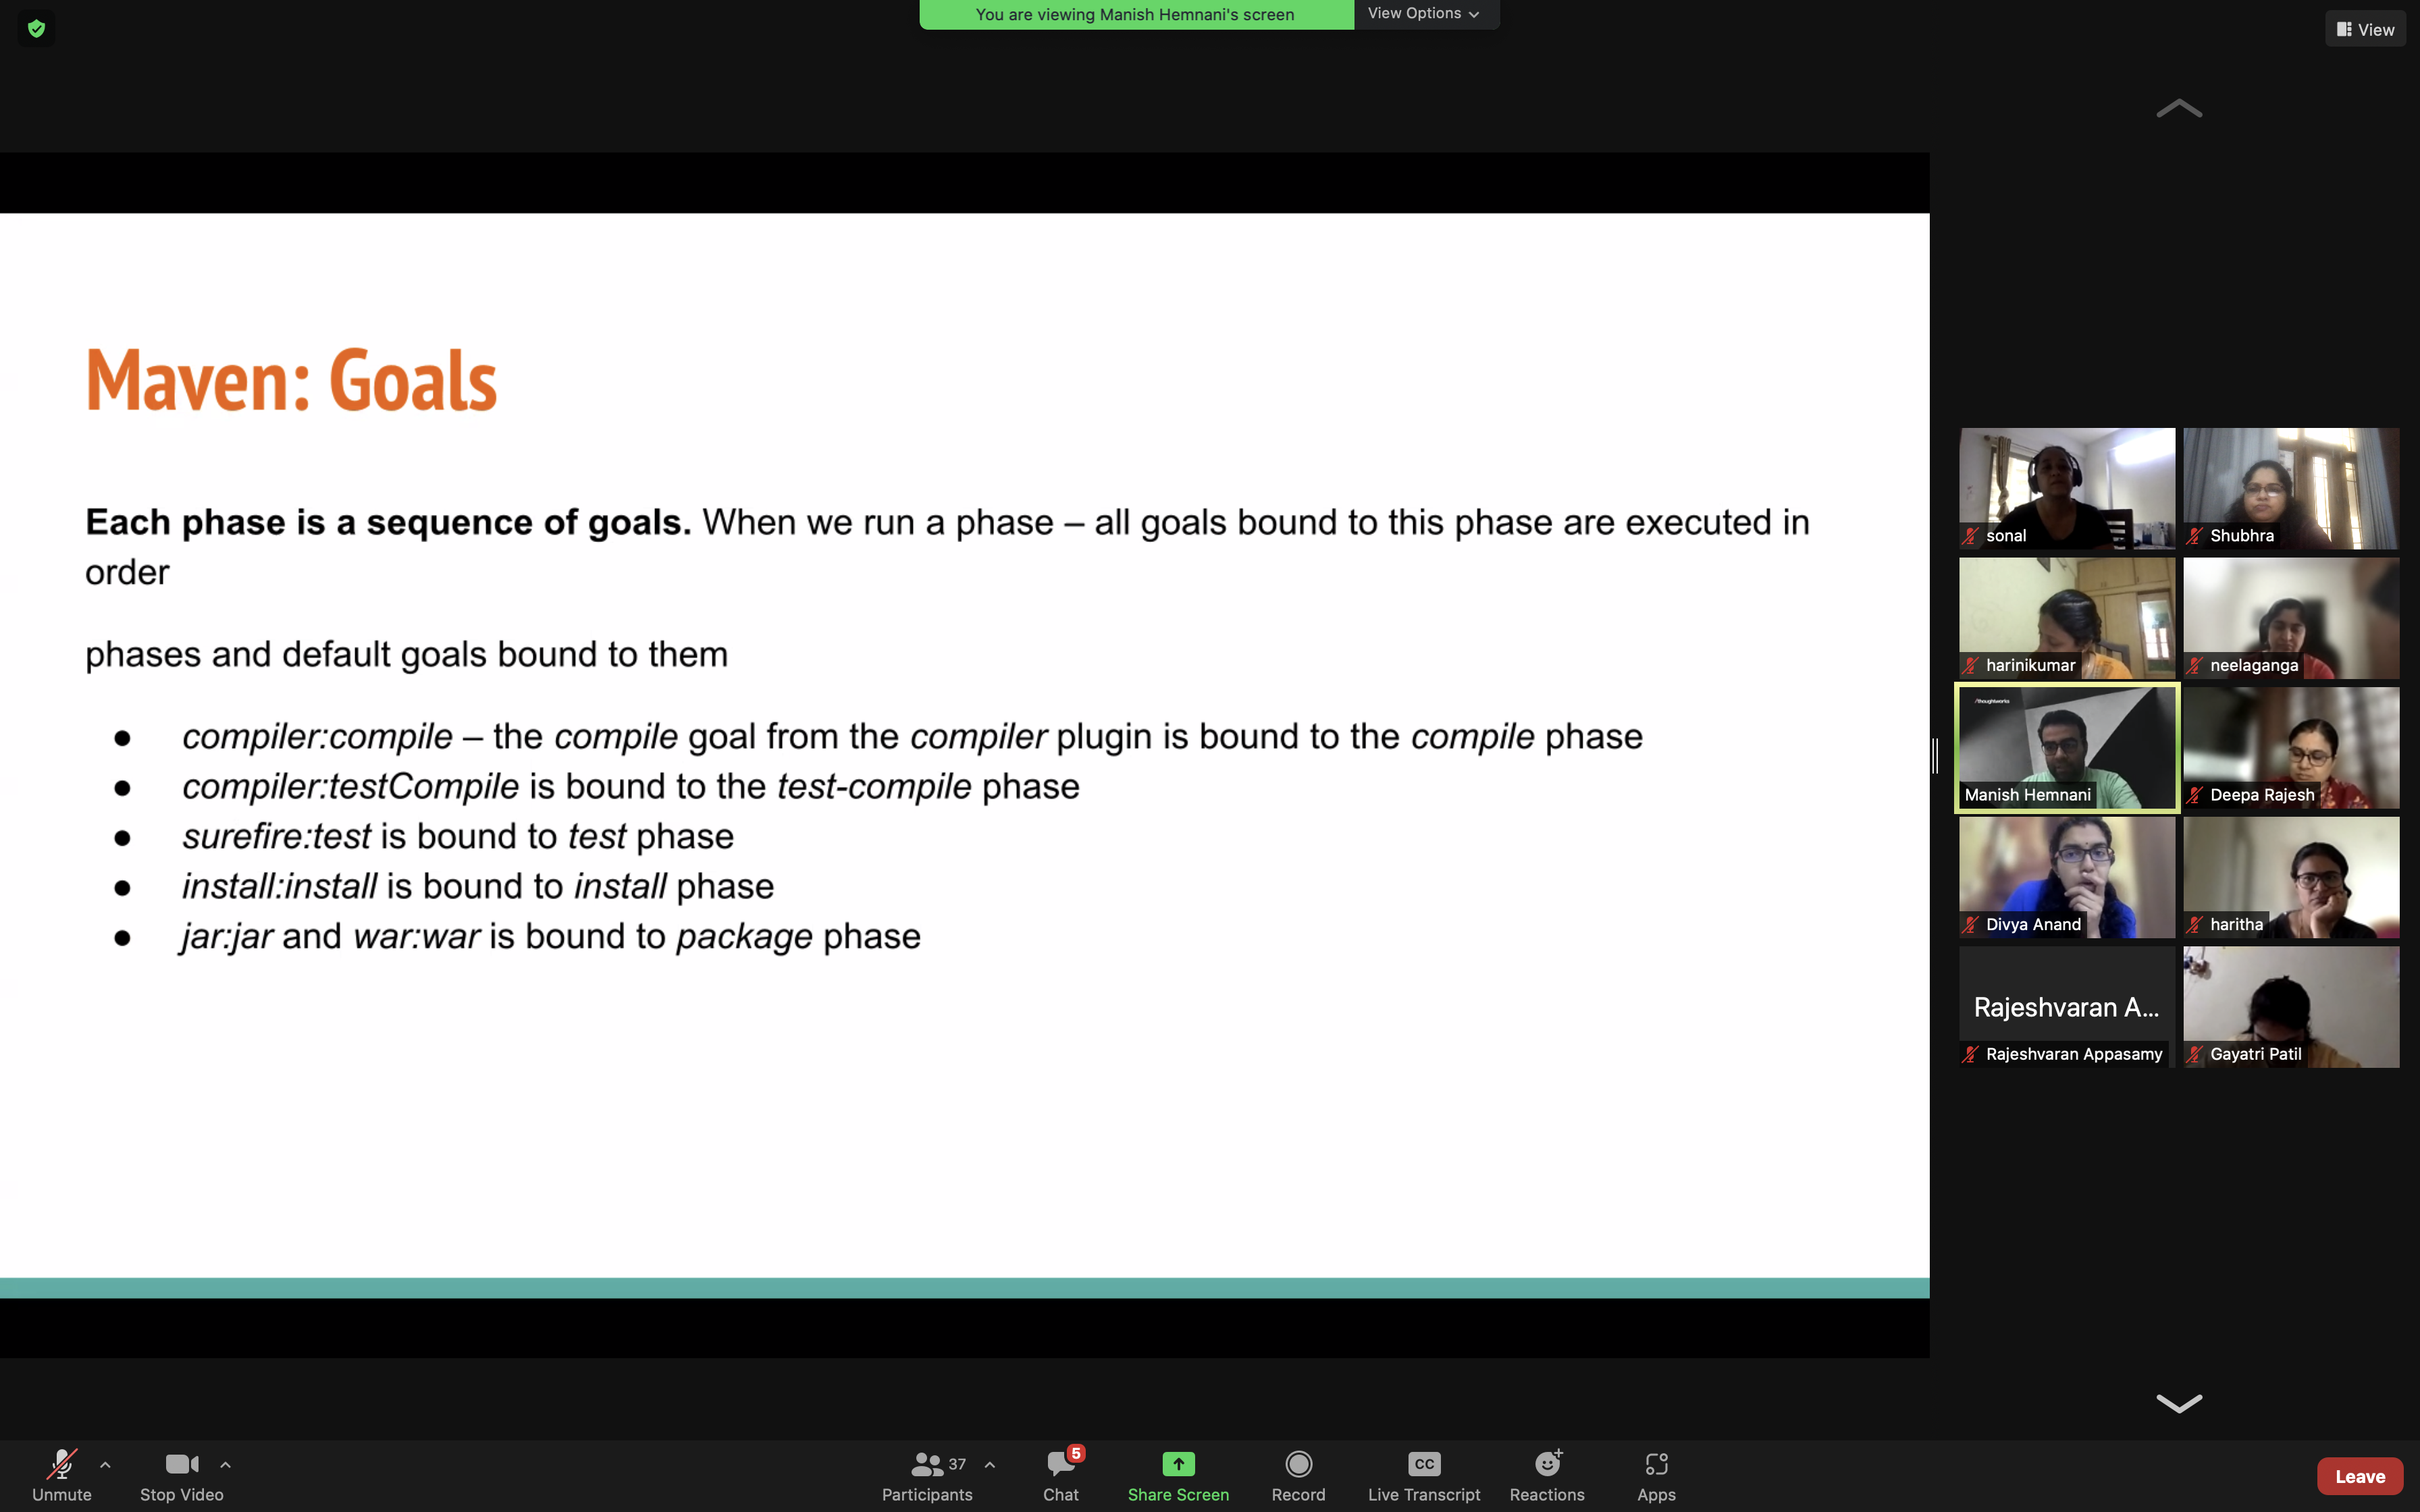 You are viewing Manish Hemnani's screen
View Options
View
Maven: Goals
Each phase is a sequence of goals. When we run a phase – all goals bound to this phase are executed in
order
phases and default goals bound to them
● compiler:compile – the compile goal from the compiler plugin is bound to the compile phase
● compiler:testCompile is bound to the test-compile phase
● surefire:test is bound to test phase
● install:install is bound to install phase
● jar:jar and war:war is bound to package phase
sonal
Shubhra
harinikumar
neelaganga
/thoughtworks
Manish Hemnani
Deepa Rajesh
Divya Anand
haritha
Rajeshvaran A...
Rajeshvaran Appasamy
Gayatri Patil
Unmute
Stop Video
37
Participants
5
Chat
Share Screen
Record
CC
Live Transcript
Reactions
Apps
Leave